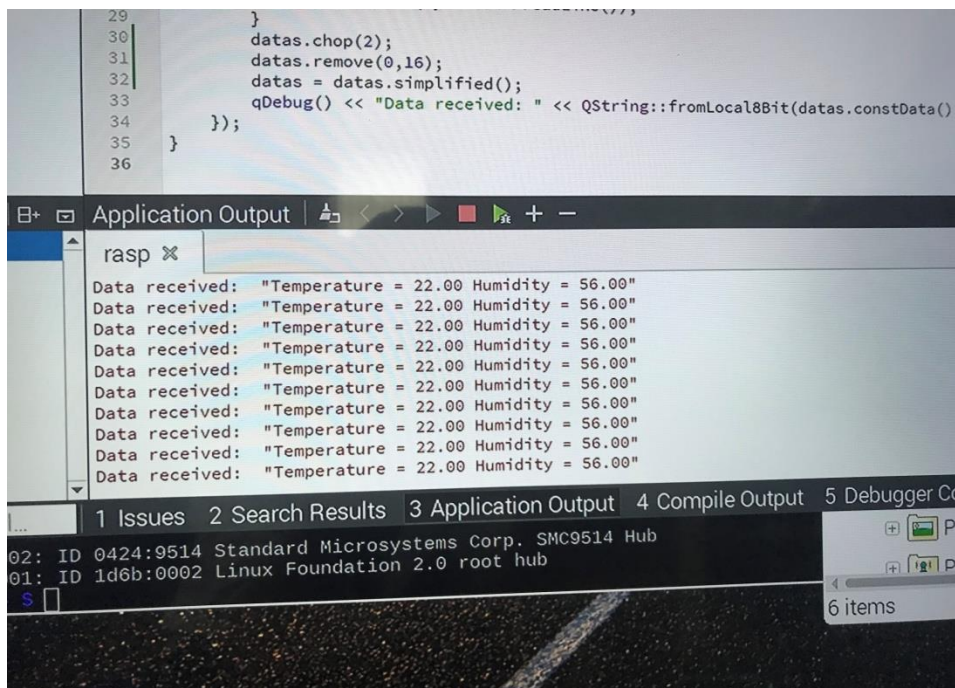 29 }
30 datas.chop(2);
31 datas.remove(0,16);
32 datas = datas.simplified();
33 qDebug() << "Data received: " << QString::fromLocal8Bit(datas.constData()
34 });
35 }
36
Application Output
rasp
Data received: "Temperature = 22.00 Humidity = 56.00"
Data received: "Temperature = 22.00 Humidity = 56.00"
Data received: "Temperature = 22.00 Humidity = 56.00"
Data received: "Temperature = 22.00 Humidity = 56.00"
Data received: "Temperature = 22.00 Humidity = 56.00"
Data received: "Temperature = 22.00 Humidity = 56.00"
Data received: "Temperature = 22.00 Humidity = 56.00"
Data received: "Temperature = 22.00 Humidity = 56.00"
Data received: "Temperature = 22.00 Humidity = 56.00"
Data received: "Temperature = 22.00 Humidity = 56.00"
1 Issues 2 Search Results 3 Application Output 4 Compile Output 5 Debugger Co
02: ID 0424:9514 Standard Microsystems Corp. SMC9514 Hub
01: ID 1d6b:0002 Linux Foundation 2.0 root hub
$
P
P
6 items